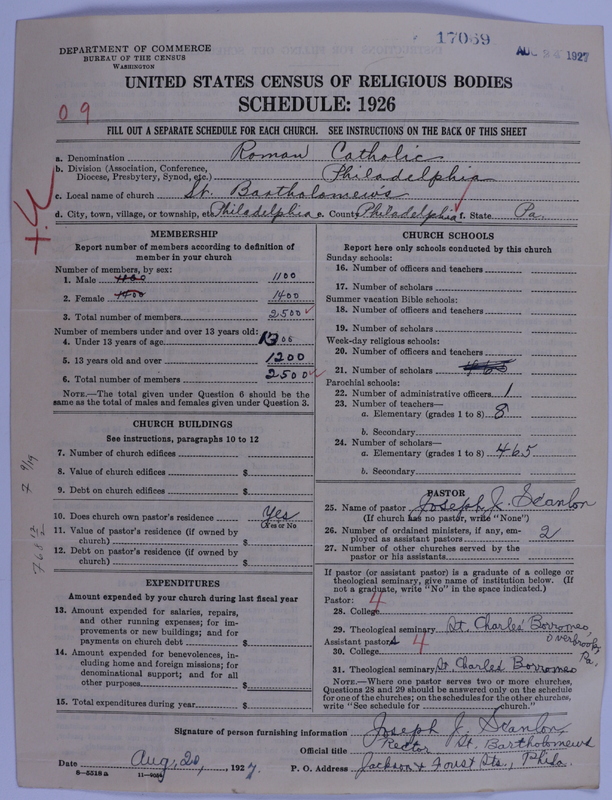 17069
AUG 24 1927
DEPARTMENT OF COMMERCE
BUREAU OF THE CENSUS
WASHINGTON
UNITED STATES CENSUS OF RELIGIOUS BODIES
SCHEDULE: 1926
09
FILL OUT A SEPARATE SCHEDULE FOR EACH CHURCH. SEE INSTRUCTIONS ON THE BACK OF THIS SHEET
a. Denomination Roman Catholic
b. Division (Association, Conference, Diocese, Presbytery, Synod, etc.) Philadelphia
c. Local name of church St. Bartholomews
d. City, town, village, or township, etc. Philadelphia e. County Philadelphia f. State Pa.
MEMBERSHIP
Report number of members according to definition of
member in your church
Number of members, by sex:
1. Male 1100
2. Female 1400 1400
3. Total number of members 2500
Number of members under and over 13 years old:
4. Under 13 years of age 1300
5. 13 years old and over 1200
6. Total number of members 2500
NOTE.—The total given under Question 6 should be
same as the total of males and females given under Question 3.
CHURCH BUILDINGS
See instructions, paragraphs 10 to 12
7. Number of church edifices
8. Value of church edifices $
9. Debt on church edifices $
10. Does church own pastor's residence Yes
(Yes or No)
11. Value of pastor's residence (if owned by
church) $
12. Debt on pastor's residence (if owned by
church) $
EXPENDITURES
Amount expended by your church during last fiscal year
13. Amount expended for salaries, repairs,
and other running expenses; for im-
provements or new buildings; and for
payments on church debt $
14. Amount expended for benevolences, in-
cluding home and foreign missions; for
denominational support; and for all
other purposes $
15. Total expenditures during year $
CHURCH SCHOOLS
Report here only schools conducted by this church
Sunday schools:
16. Number of officers and teachers
17. Number of scholars
Summer vacation Bible schools:
18. Number of officers and teachers
19. Number of scholars
Week-day religious schools:
20. Number of officers and teachers
21. Number of scholars 465
Parochial schools:
22. Number of administrative officers 1
23. Number of teachers—
a. Elementary (grades 1 to 8) 8
b. Secondary
24. Number of scholars—
a. Elementary (grades 1 to 8) 465
b. Secondary
PASTOR
25. Name of pastor Joseph J. Scanlon
(If church has no pastor, write "None")
26. Number of ordained ministers, if any, em-
ployed as assistant pastors 2
27. Number of other churches served by the
pastor or his assistants
If pastor (or assistant pastor) is a graduate of a college or
theological seminary, give name of institution below. (If
not a graduate, write "No" in the space indicated.)
Pastor: 4
28. College
29. Theological seminary St. Charles Borromeo,
Overbrook, Pa.
Assistant pastors 4
30. College
31. Theological seminary St. Charles Borromeo
NOTE.—Where one pastor serves two or more churches,
Questions 28 and 29 should be answered only on the schedule
for one of the churches; on the schedules for the other churches,
write "See schedule for church."
Signature of person furnishing information Joseph J. Scanlon,
Official title Rector St. Bartholomews
Date Aug. 20, 1927. P. O. Address Jackson &  Sts., Phila.
8—5518a 11—9044